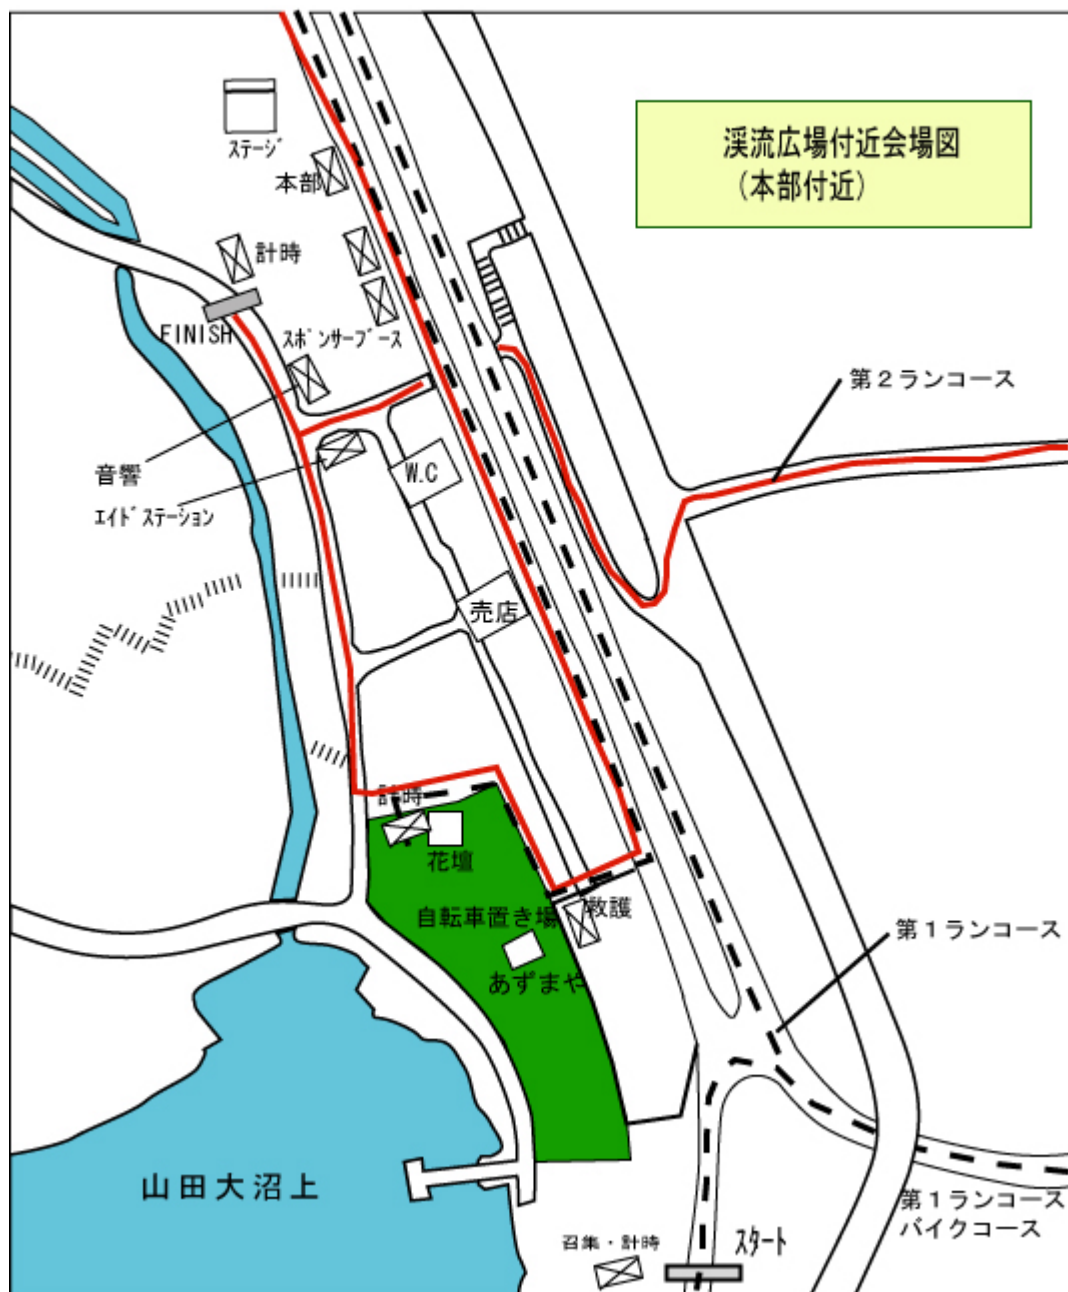 渓流広場付近会場図
（本部付近）
ステージ
本部
計時
FINISH
スポンサーブース
第２ランコース
音響
W.C
エイドステーション
売店
計時
花壇
自転車置き場
救護
第１ランコース
あずまや
山田大沼上
第１ランコース
バイクコース
召集・計時
スタート